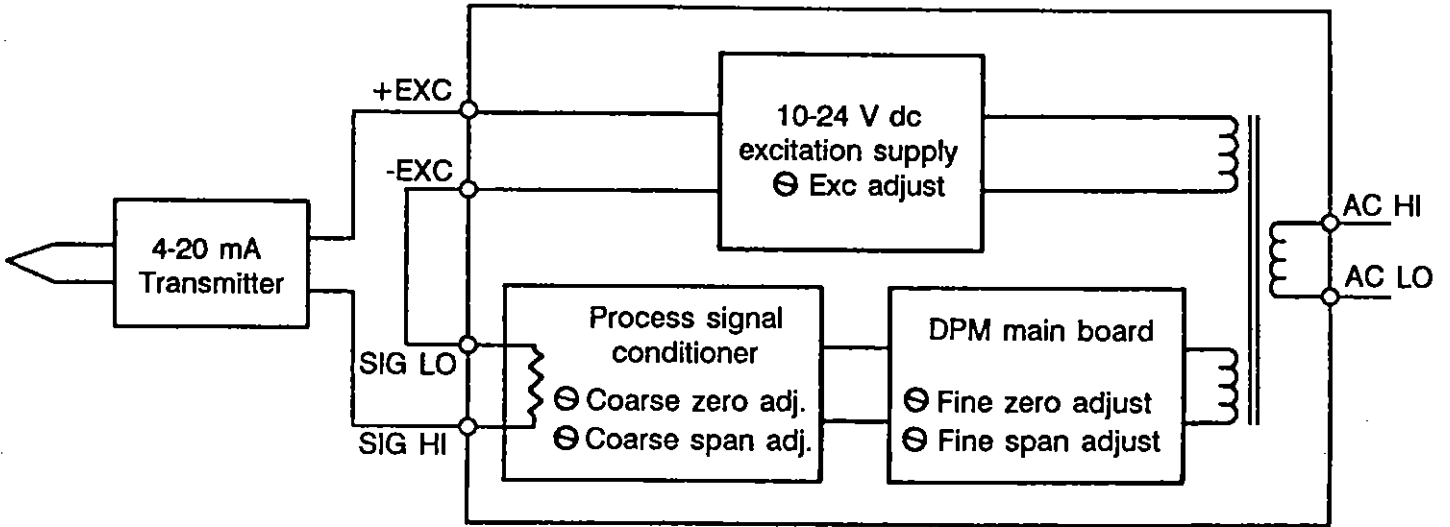 +EXC
-EXC
10-24 V dc
excitation supply
Exc adjust
AC HI
AC LO
4-20 mA
Transmitter
SIG LO
SIG HI
Process signal
conditioner
Coarse zero adj.
Coarse span adj.
DPM main board
Fine zero adjust
Fine span adjust